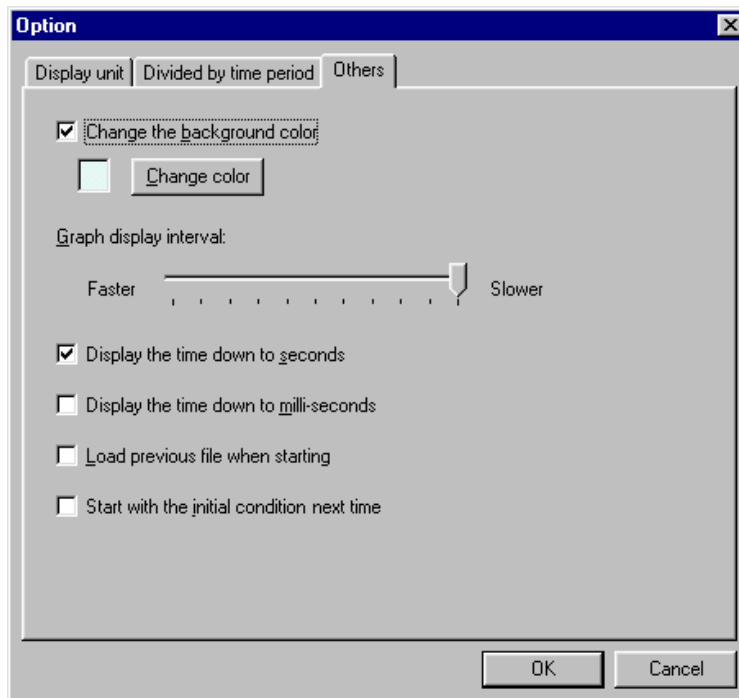 Option
Display unit Divided by time period Others
Change the background color
Change color
Graph display interval:
Faster Slower
Display the time down to seconds
Display the time down to milli-seconds
Load previous file when starting
Start with the initial condition next time
OK Cancel